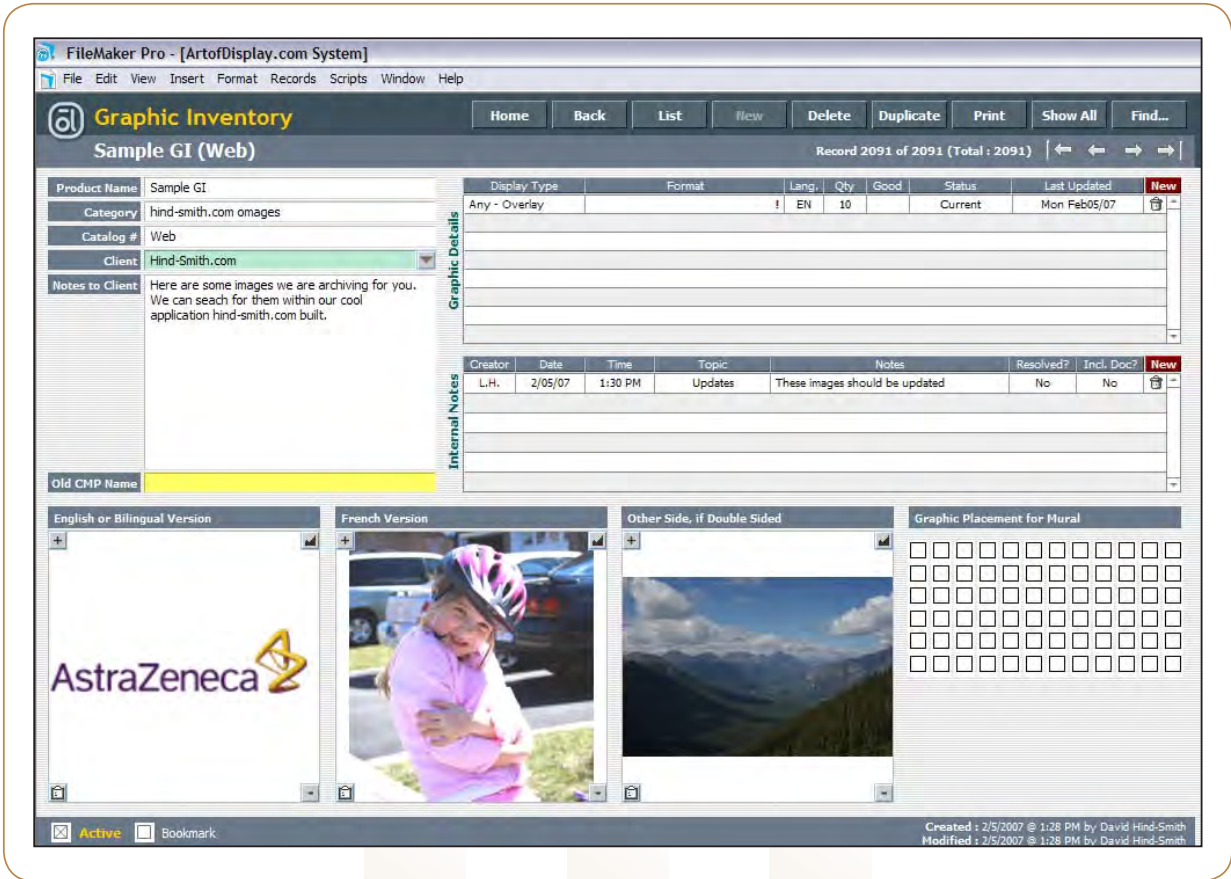 FileMaker Pro - [ArtofDisplay.com System]
File Edit View Insert Format Records Scripts Window Help
āl Graphic Inventory
Home Back List New Delete Duplicate Print Show All Find...
Sample GI (Web)
Record 2091 of 2091 (Total : 2091)
Product Name Sample GI
Category hind-smith.com omages
Catalog # Web
Client Hind-Smith.com
Notes to Client Here are some images we are archiving for you.
We can seach for them within our cool
application hind-smith.com built.
Old CMP Name
Graphic Details
Display Type Format Lang. Qty Good Status Last Updated New
Any - Overlay ! EN 10 Current Mon Feb05/07
Internal Notes
Creator Date Time Topic Notes Resolved? Incl. Doc? New
L.H. 2/05/07 1:30 PM Updates These images should be updated No No
English or Bilingual Version
French Version
Other Side, if Double Sided
Graphic Placement for Mural
AstraZeneca
Active Bookmark
Created : 2/5/2007 @ 1:28 PM by David Hind-Smith
Modified : 2/5/2007 @ 1:28 PM by David Hind-Smith